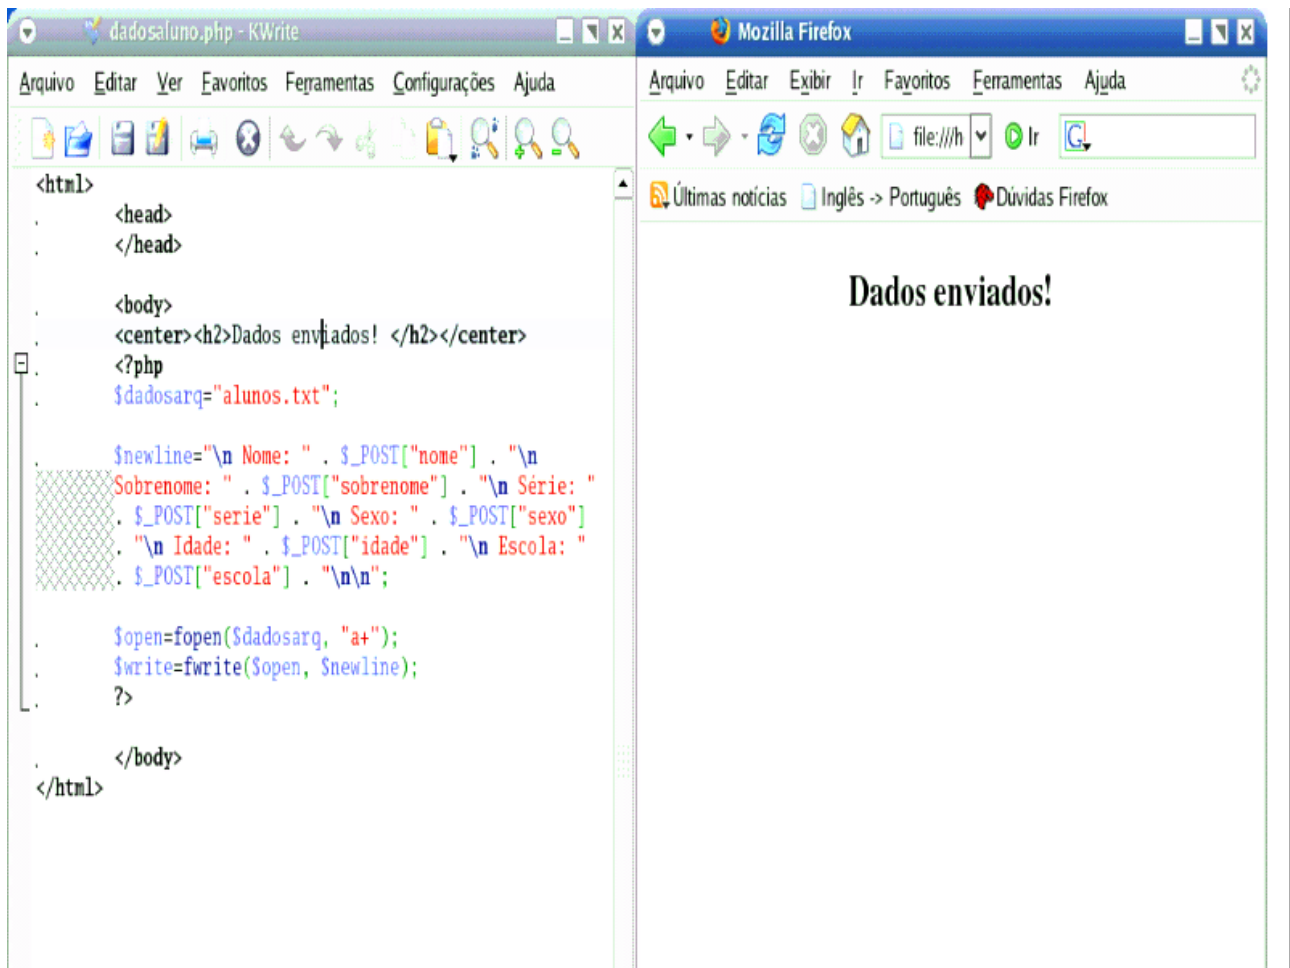 dadosaluno.php - KWrite
Arquivo Editar Ver Favoritos Ferramentas Configurações Ajuda
<html>
<head>
</head>
<body>
<center><h2>Dados enviados! </h2></center>
<?php
$dadosarq="alunos.txt";
$newline="\n Nome: " . $_POST["nome"] . "\n
Sobrenome: " . $_POST["sobrenome"] . "\n Série: "
. $_POST["serie"] . "\n Sexo: " . $_POST["sexo"]
. "\n Idade: " . $_POST["idade"] . "\n Escola: "
. $_POST["escola"] . "\n\n";
$open=fopen($dadosarq, "a+");
$write=fwrite($open, $newline);
?>
</body>
</html>
Mozilla Firefox
Arquivo Editar Exibir Ir Favoritos Ferramentas Ajuda
file:///h Ir G
Últimas notícias Inglês -> Português Dúvidas Firefox
Dados enviados!